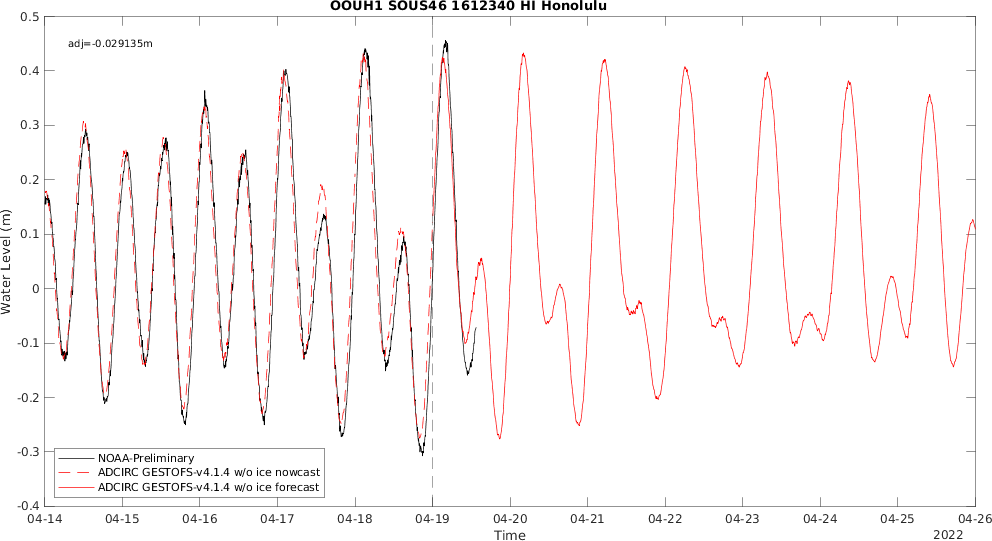 OOUH1 SOUS46 1612340 HI Honolulu
adj=-0.029135m
0.5
0.4
0.3
0.2
0.1
0
-0.1
-0.2
-0.3
-0.4
Water Level (m)
NOAA-Preliminary
ADCIRC GESTOFS-v4.1.4 w/o ice nowcast
ADCIRC GESTOFS-v4.1.4 w/o ice forecast
04-14 04-15 04-16 04-17 04-18 04-19 04-20 04-21 04-22 04-23 04-24 04-25 04-26
Time
2022